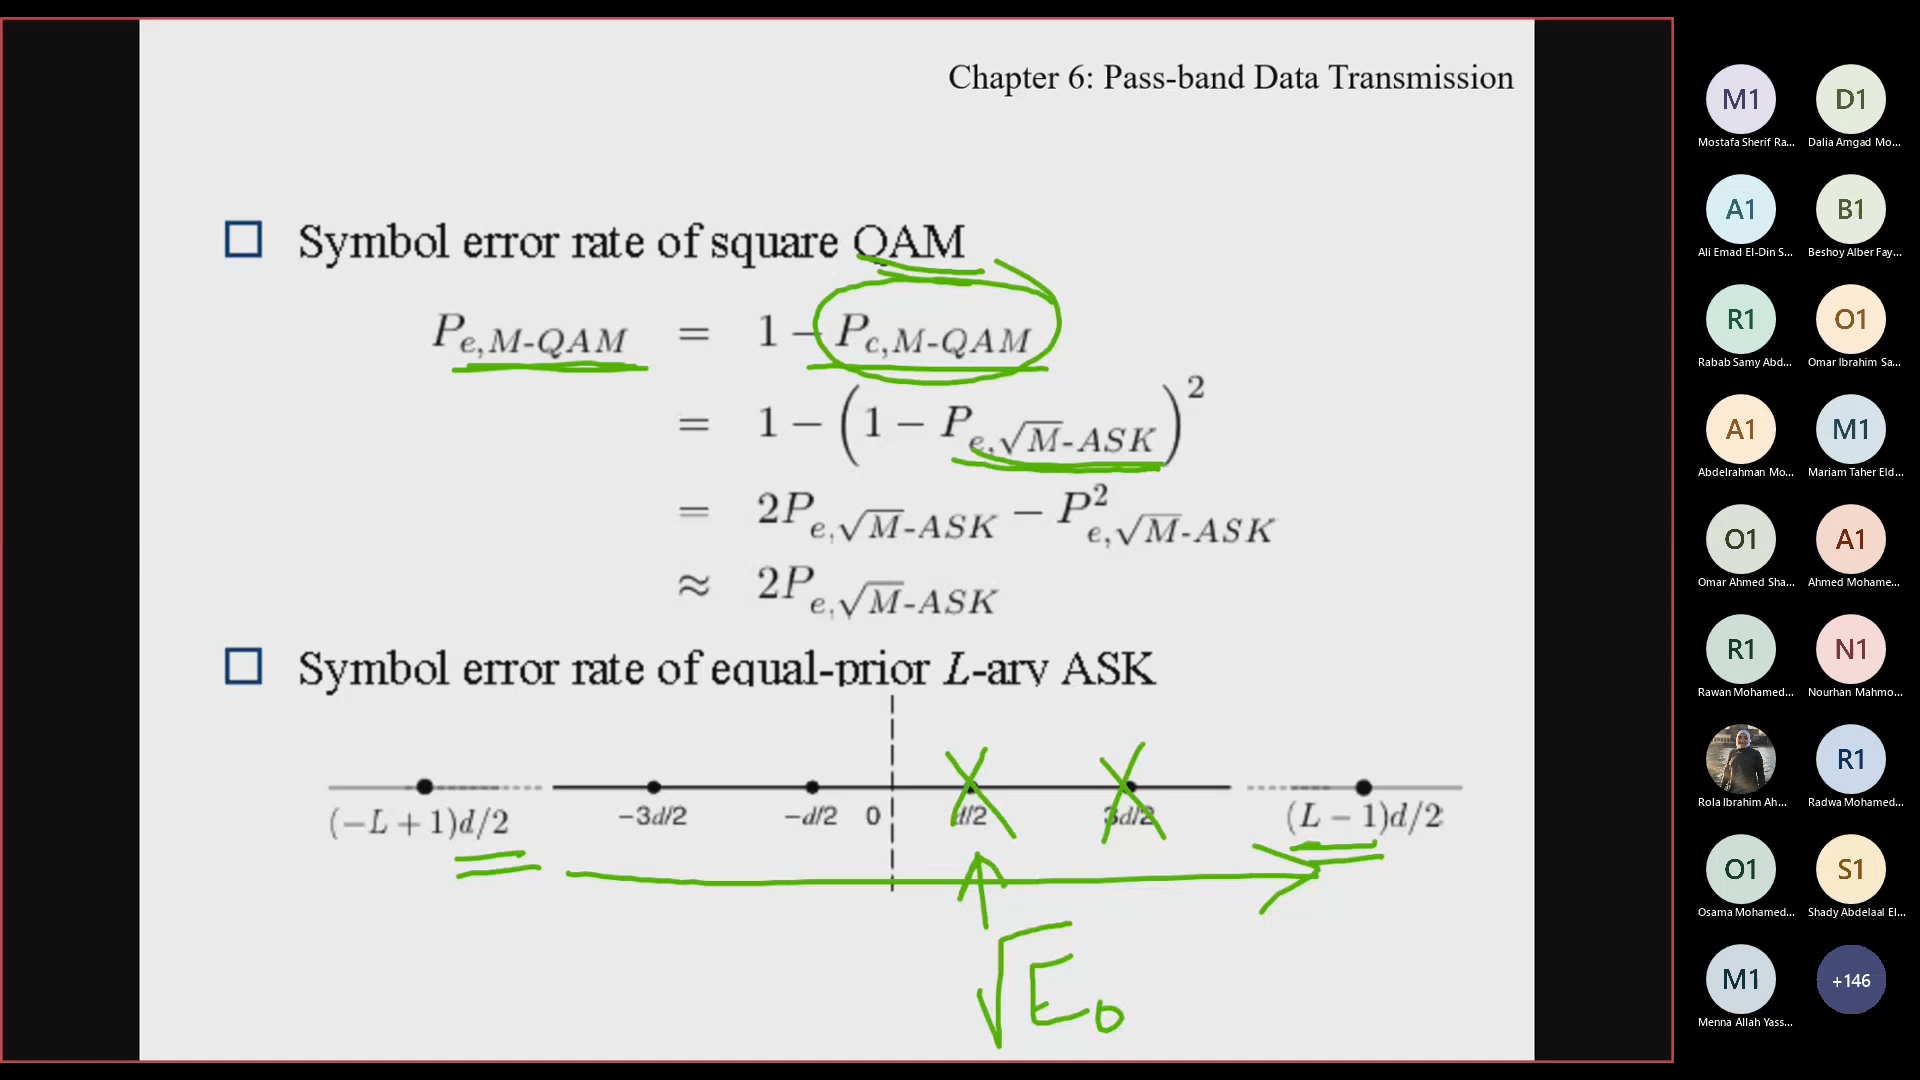 Chapter 6: Pass-band Data Transmission
Symbol error rate of square QAM
P_{e,M-QAM} = 1 − P_{c,M-QAM}
= 1 − (1 − P_{e,√M-ASK})^2
= 2P_{e,√M-ASK} − P^2_{e,√M-ASK}
≈ 2P_{e,√M-ASK}
Symbol error rate of equal-prior L-ary ASK
(−L + 1)d/2 −3d/2 −d/2 0 d/2 3d/2 (L − 1)d/2
√E0
M1 D1
Mostafa Sherif Ra... Dalia Amgad Mo...
A1 B1
Ali Emad El-Din S... Beshoy Alber Fay...
R1 O1
Rabab Samy Abd... Omar Ibrahim Sa...
A1 M1
Abdelrahman Mo... Mariam Taher Eld...
O1 A1
Omar Ahmed Sha... Ahmed Mohame...
R1 N1
Rawan Mohamed... Nourhan Mahmo...
R1
Rola Ibrahim Ah... Radwa Mohamed...
O1 S1
Osama Mohamed... Shady Abdelaal El...
M1 +146
Menna Allah Yass...